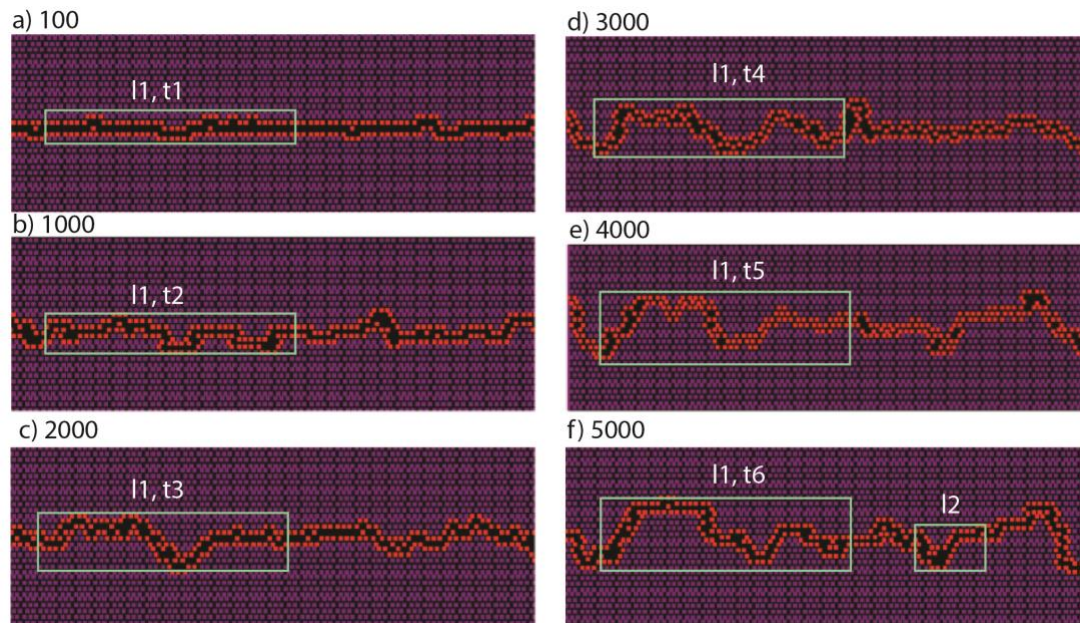 a) 100
l1, t1
b) 1000
l1, t2
c) 2000
l1, t3
d) 3000
l1, t4
e) 4000
l1, t5
f) 5000
l1, t6
l2